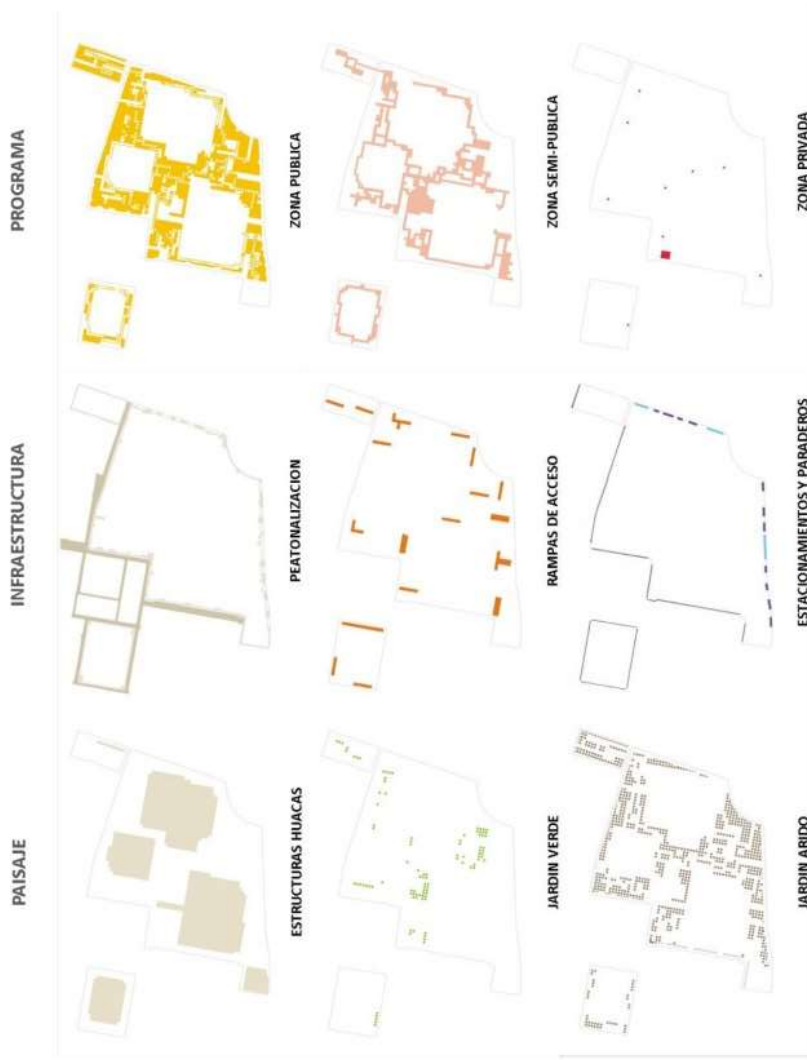 PAISAJE
INFRAESTRUCTURA
PROGRAMA
ESTRUCTURAS HUACAS
PEATONALIZACION
ZONA PUBLICA
JARDIN VERDE
RAMPAS DE ACCESO
ZONA SEMI-PUBLICA
JARDIN ARIDO
ESTACIONAMIENTOS Y PARADEROS
ZONA PRIVADA